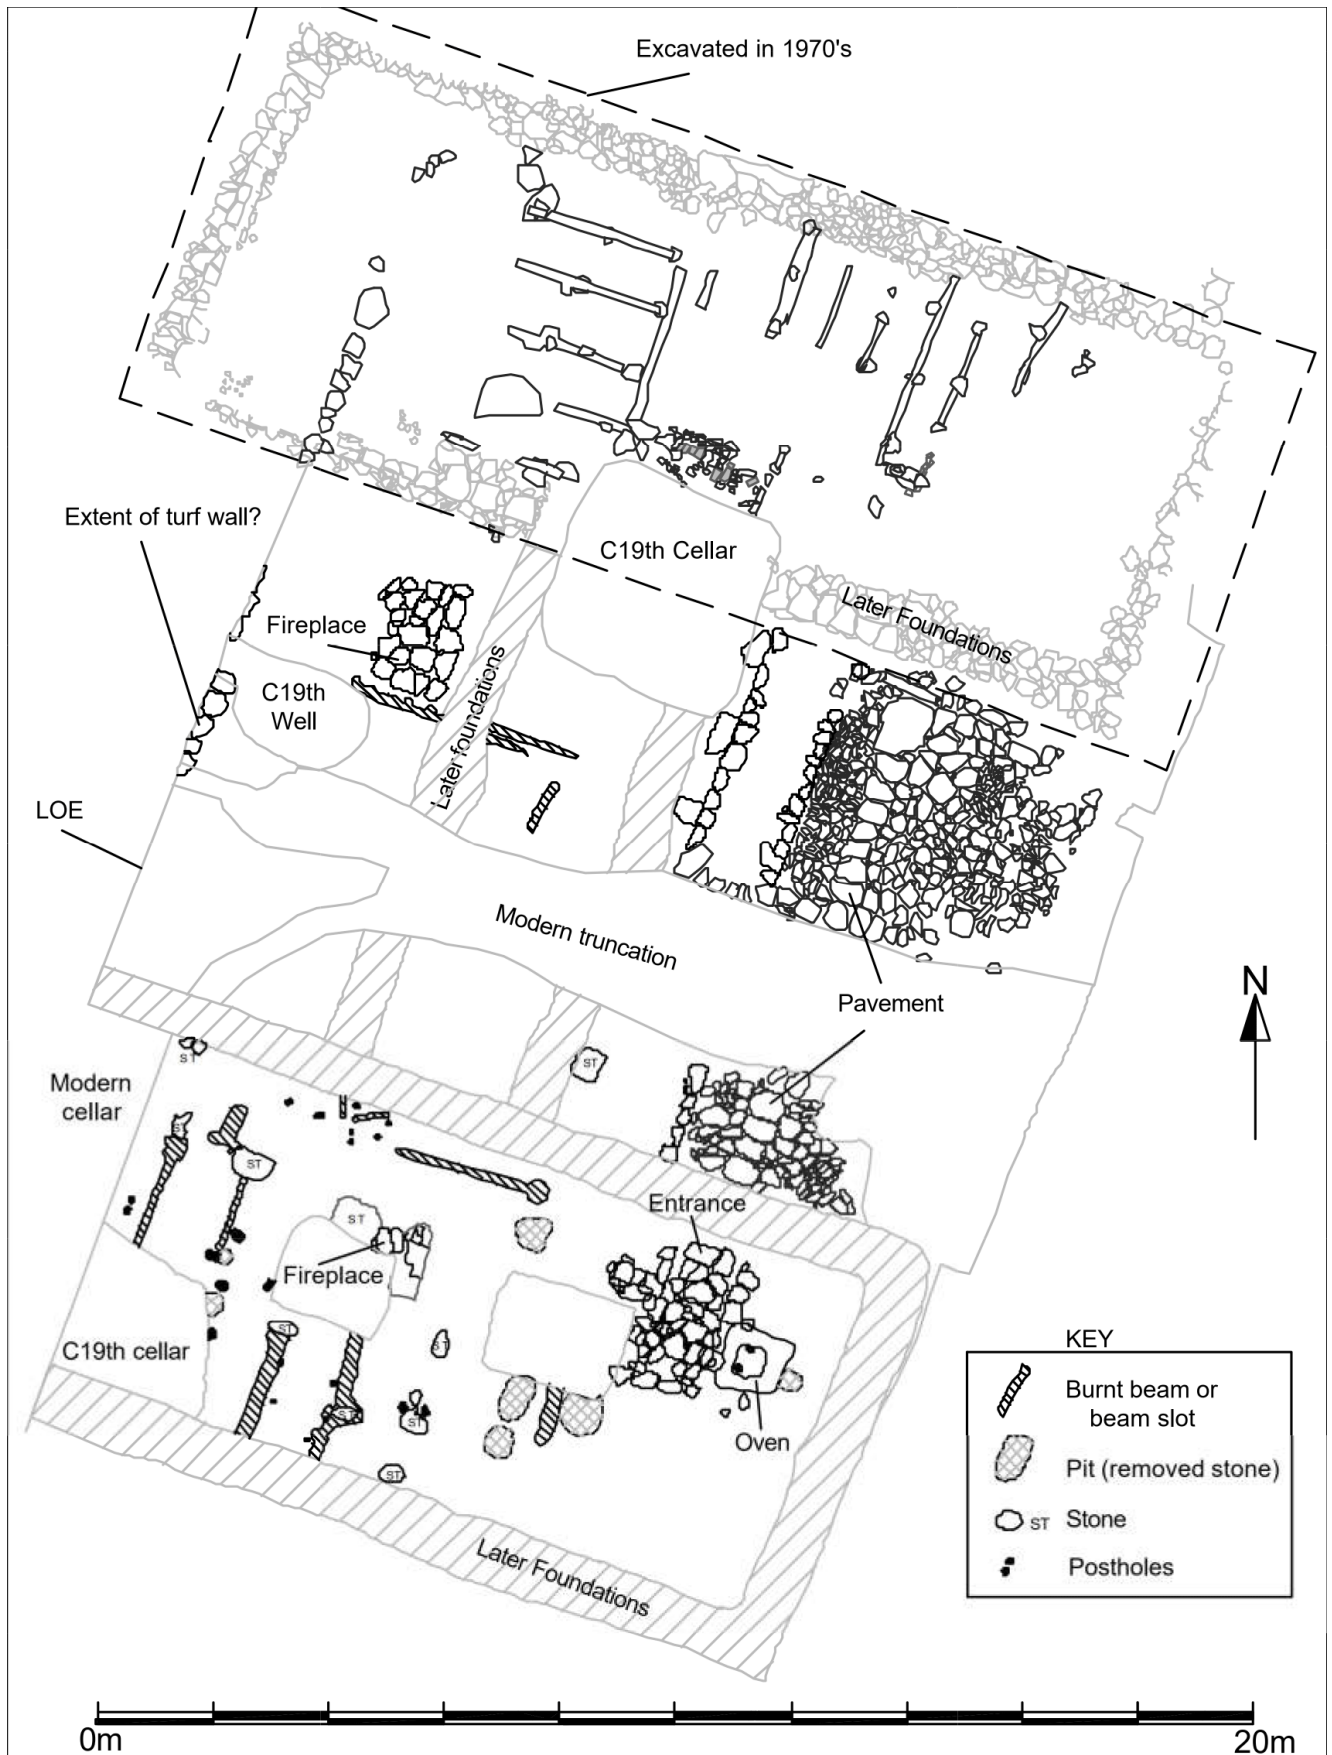 Excavated in 1970's
Extent of turf wall?
C19th Cellar
Later Foundations
Fireplace
C19th
Well
Later foundations
LOE
Modern truncation
Pavement
N
ST
ST
Modern
cellar
ST
ST
Entrance
ST
Fireplace
ST
ST
C19th cellar
ST
ST
Oven
ST
Later Foundations
KEY
Burnt beam or
beam slot
Pit (removed stone)
ST Stone
Postholes
0m
20m